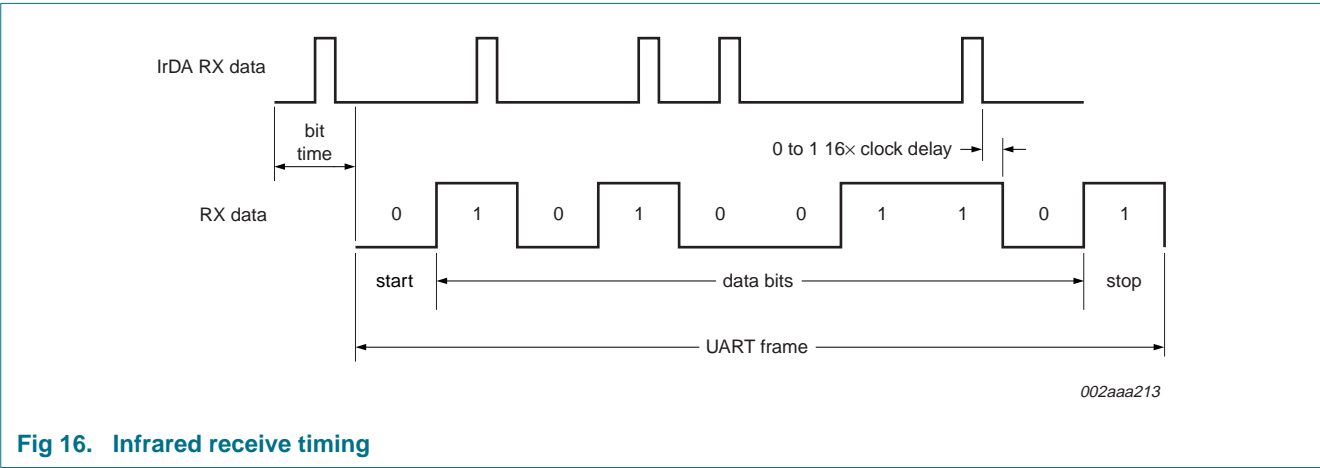 IrDA RX data
bit
time
0 to 1 16× clock delay
RX data
0 1 0 1 0 0 1 1 0 1
start
data bits
stop
UART frame
002aaa213
Fig 16. Infrared receive timing